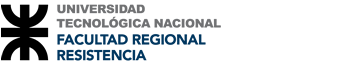 UNIVERSIDAD
TECNOLÓGICA NACIONAL
FACULTAD REGIONAL
RESISTENCIA